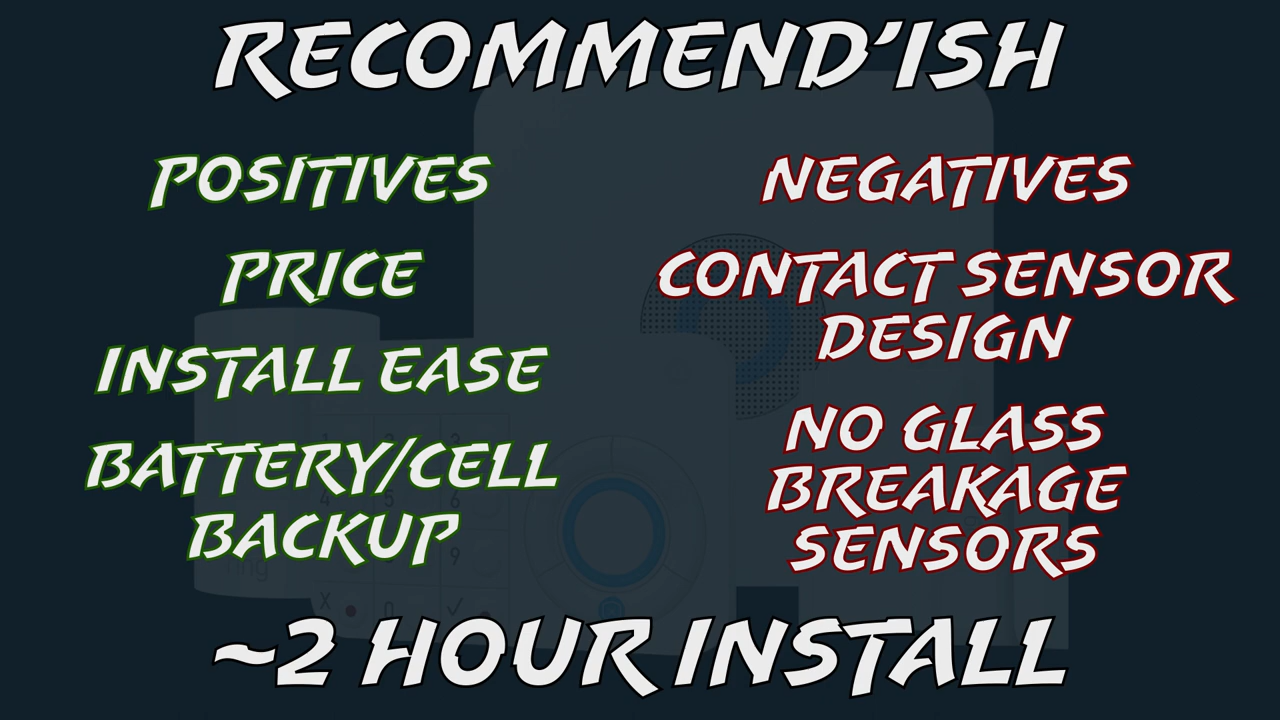 RECOMMEND'ISH
POSITIVES
PRICE
INSTALL EASE
BATTERY/CELL
BACKUP
NEGATIVES
CONTACT SENSOR
DESIGN
NO GLASS
BREAKAGE
SENSORS
~2 HOUR INSTALL